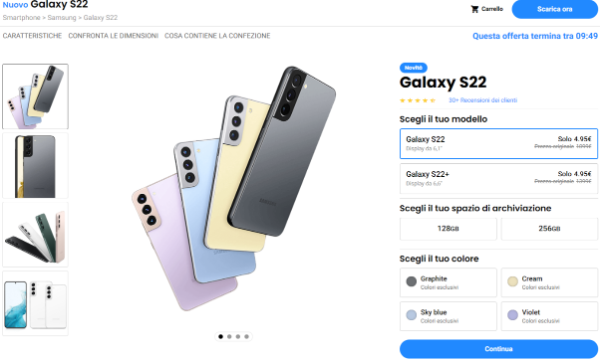 Nuovo Galaxy S22
Smartphone > Samsung > Galaxy S22
Carrello
Scarica ora
CARATTERISTICHE CONFRONTA LE DIMENSIONI COSA CONTIENE LA CONFEZIONE
Questa offerta termina tra 09:49
Novità
Galaxy S22
30+ Recensioni dei clienti
Scegli il tuo modello
Galaxy S22 Solo 4.95€
Display da 6,1" Prezzo originale 1099€
Galaxy S22+ Solo 4.95€
Display da 6,6" Prezzo originale 1399€
Scegli il tuo spazio di archiviazione
128GB 256GB
Scegli il tuo colore
Graphite Cream
Colori esclusivi Colori esclusivi
Sky blue Violet
Colori esclusivi Colori esclusivi
Continua